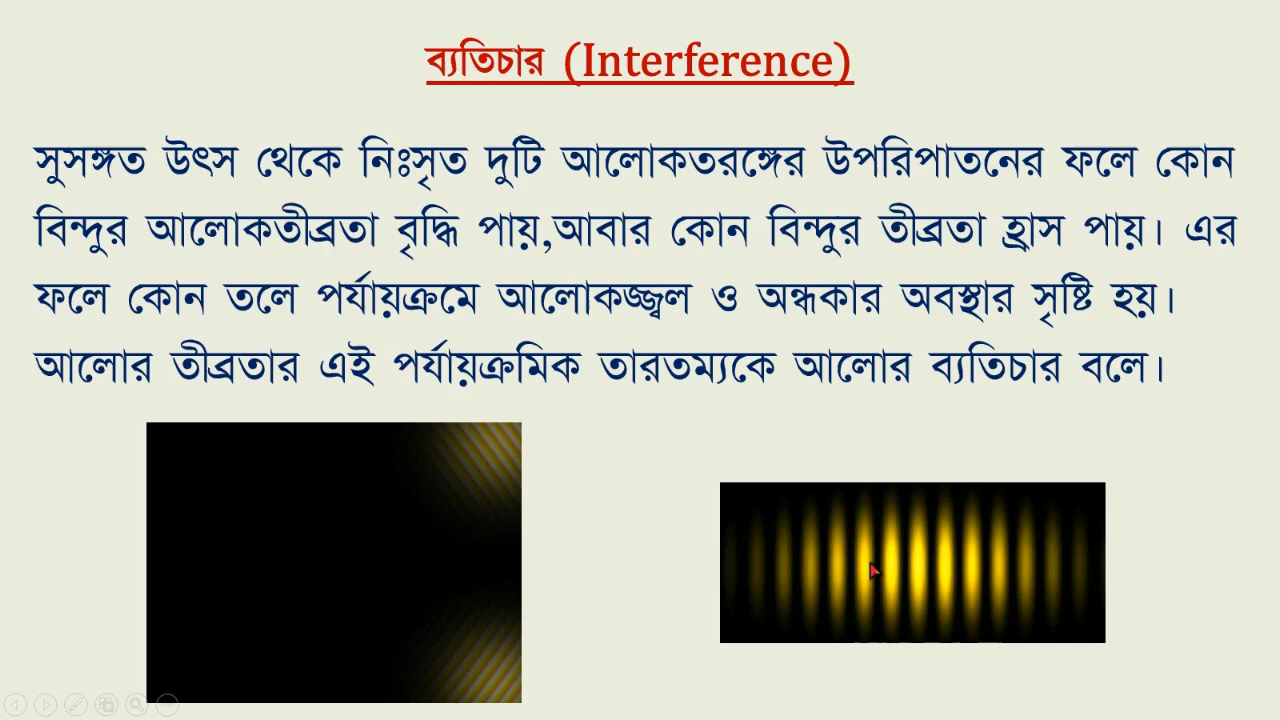 ব্যতিচার (Interference)
সুসঙ্গত উৎস থেকে নিঃসৃত দুটি আলোকতরঙ্গের উপরিপাতনের ফলে কোন
বিন্দুর আলোকতীব্রতা বৃদ্ধি পায়,আবার কোন বিন্দুর তীব্রতা হ্রাস পায়। এর
ফলে কোন তলে পর্যায়ক্রমে আলোকজ্জ্বল ও অন্ধকার অবস্থার সৃষ্টি হয়।
আলোর তীব্রতার এই পর্যায়ক্রমিক তারতম্যকে আলোর ব্যতিচার বলে।